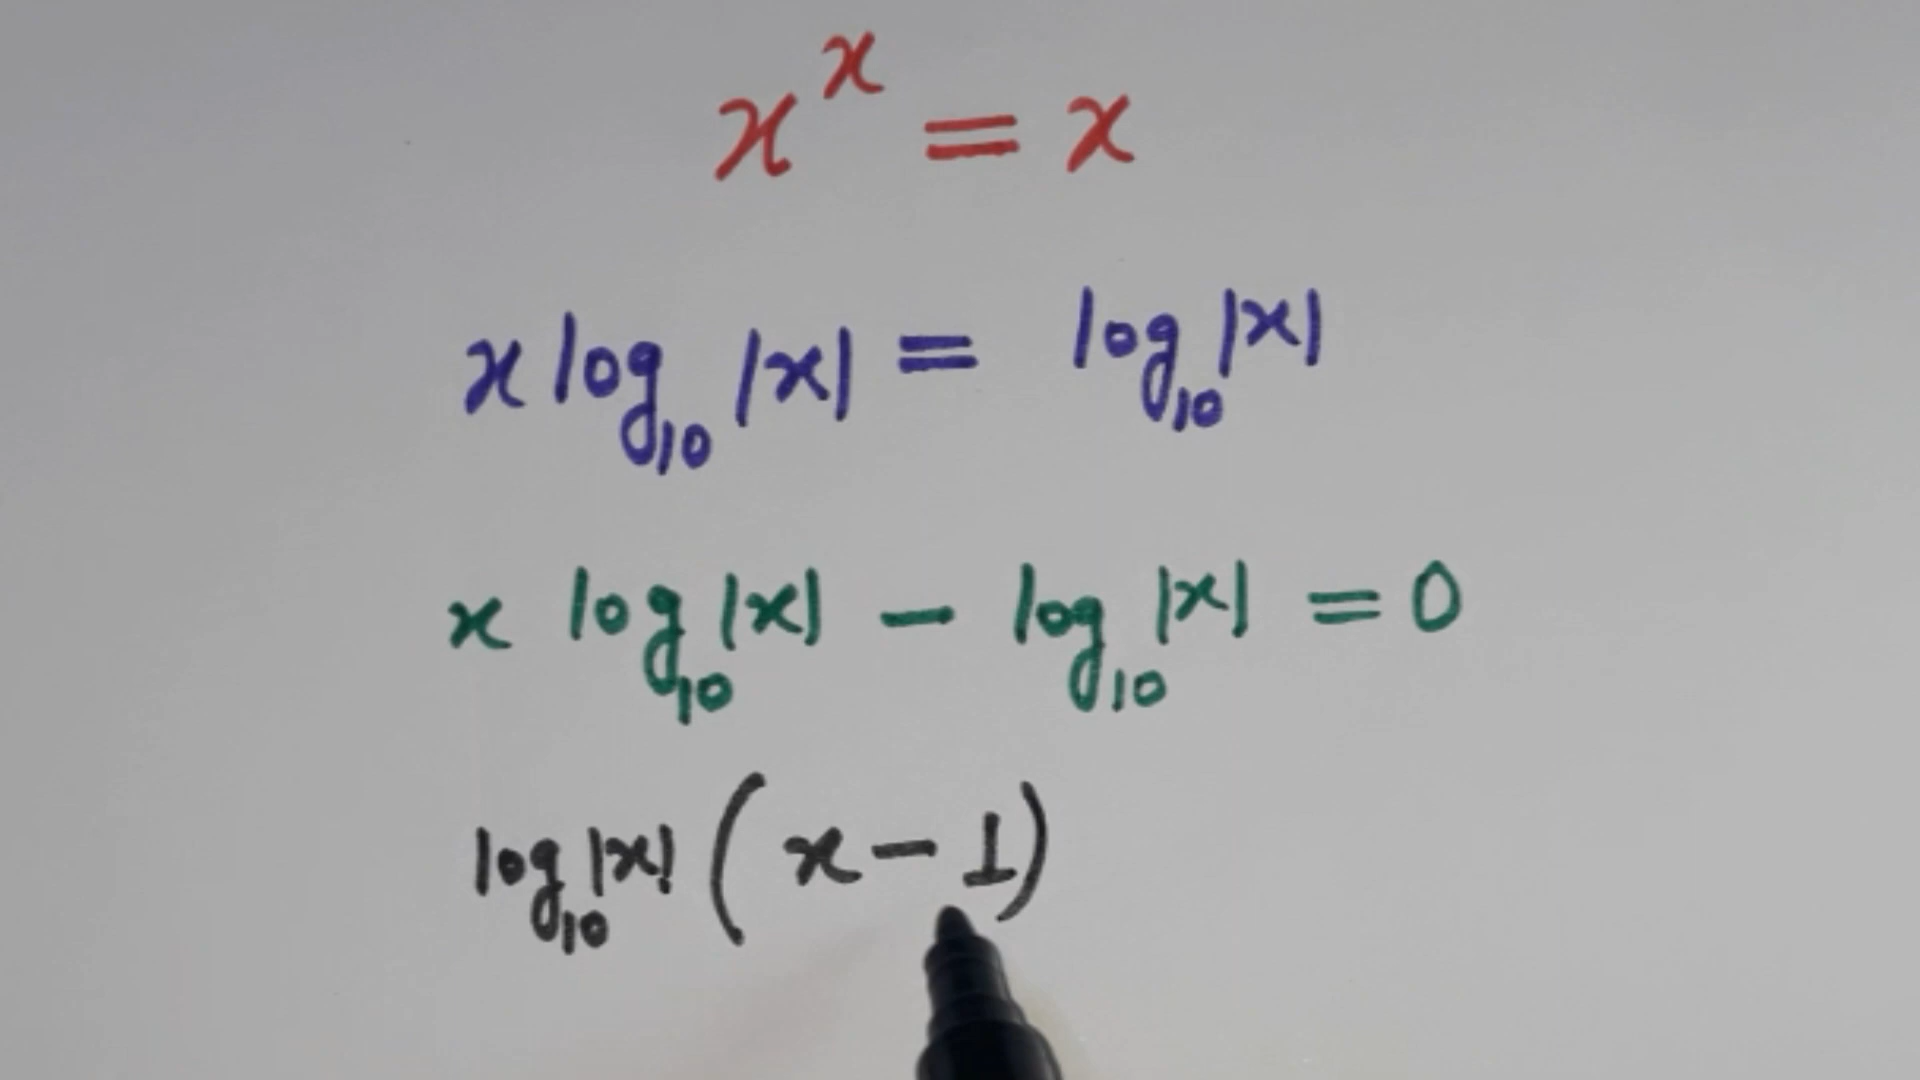 x^x = x
x log₁₀ |x| = log₁₀ |x|
x log₁₀ |x| - log₁₀ |x| = 0
log₁₀ |x| (x - 1)